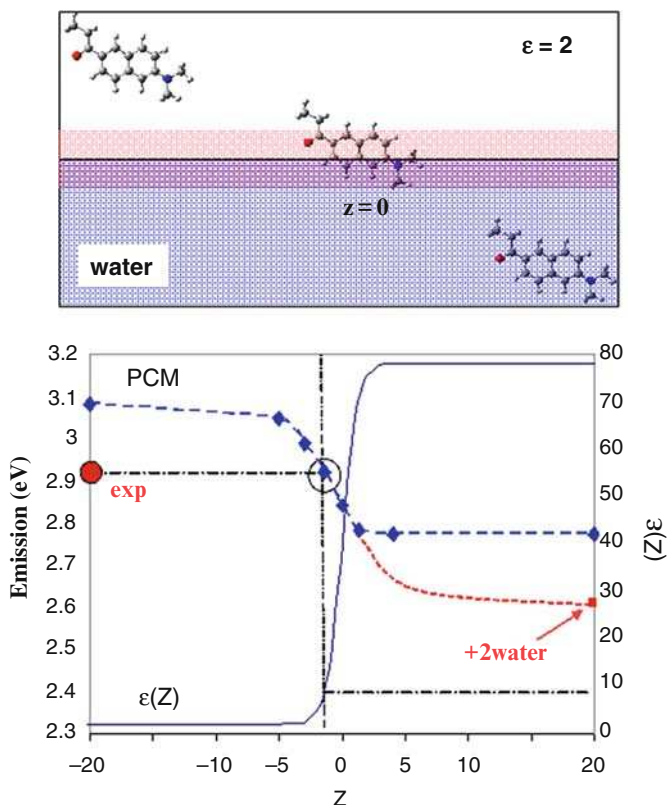 ε = 2
z = 0
water
3.2
3.1
3
2.9
2.8
2.7
2.6
2.5
2.4
2.3
Emission (eV)
PCM
exp
+2water
ε(Z)
80
70
60
50
40
30
20
10
0
ε(Z)
–20
–10
–5
0
5
10
20
Z